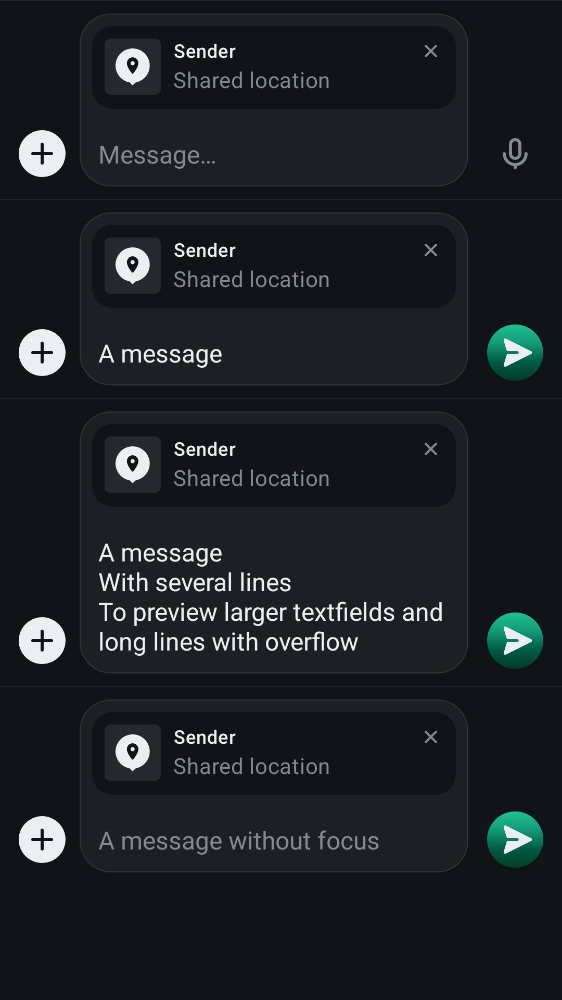 Sender
Shared location
Message…
Sender
Shared location
A message
Sender
Shared location
A message
With several lines
To preview larger textfields and
long lines with overflow
Sender
Shared location
A message without focus